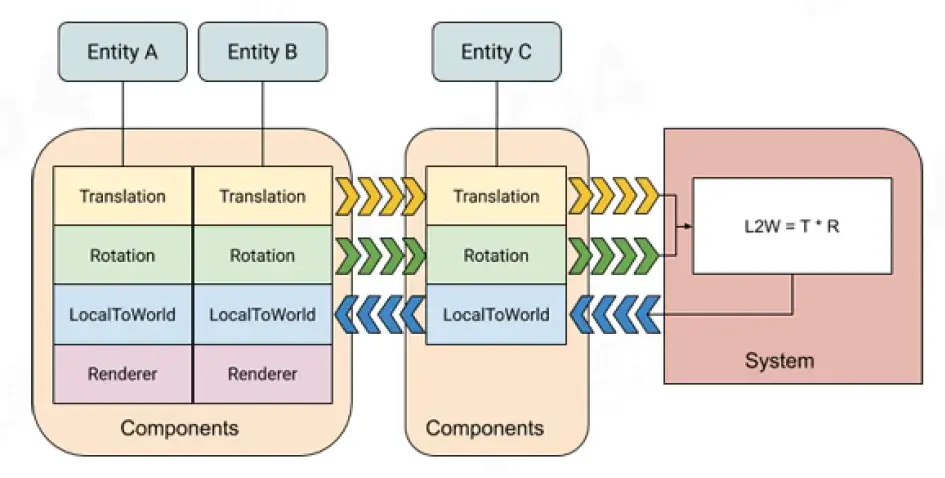 Entity A
Entity B
Entity C
Translation
Translation
Translation
Rotation
Rotation
Rotation
L2W = T * R
LocalToWorld
LocalToWorld
LocalToWorld
Renderer
Renderer
System
Components
Components